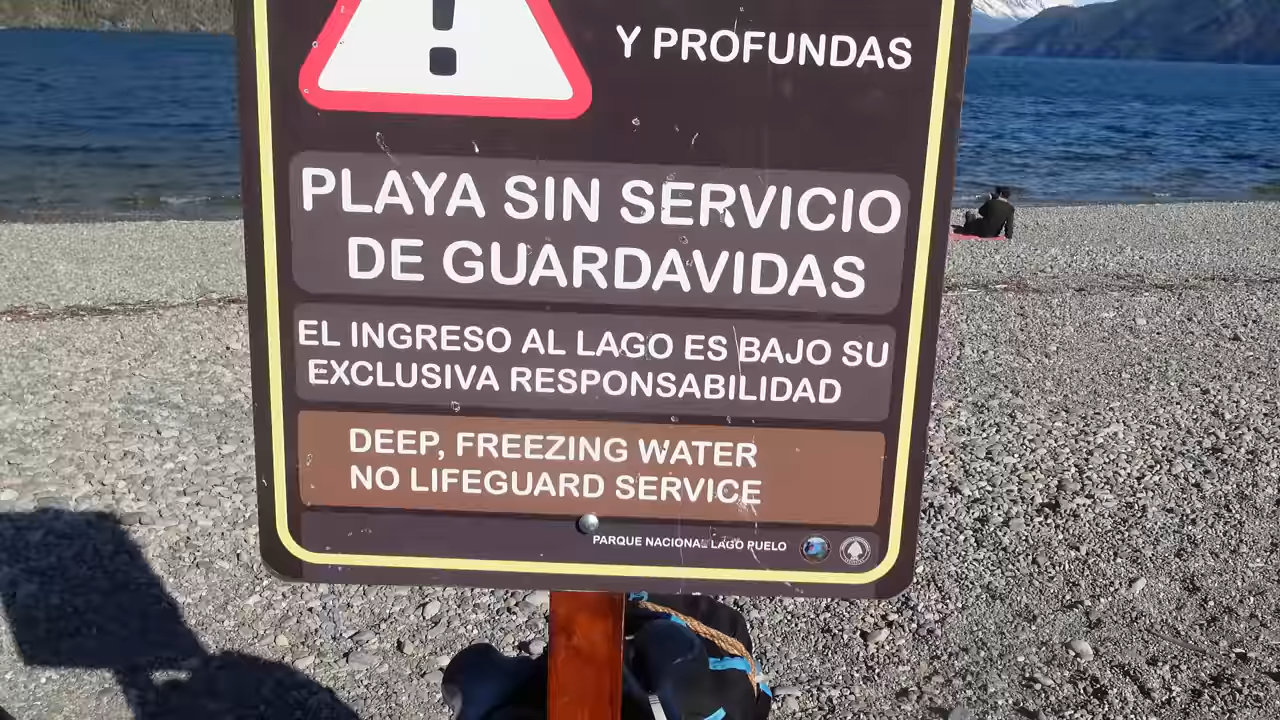 Y PROFUNDAS
PLAYA SIN SERVICIO
DE GUARDAVIDAS
EL INGRESO AL LAGO ES BAJO SU
EXCLUSIVA RESPONSABILIDAD
DEEP, FREEZING WATER
NO LIFEGUARD SERVICE
PARQUE NACIONAL LAGO PUELO